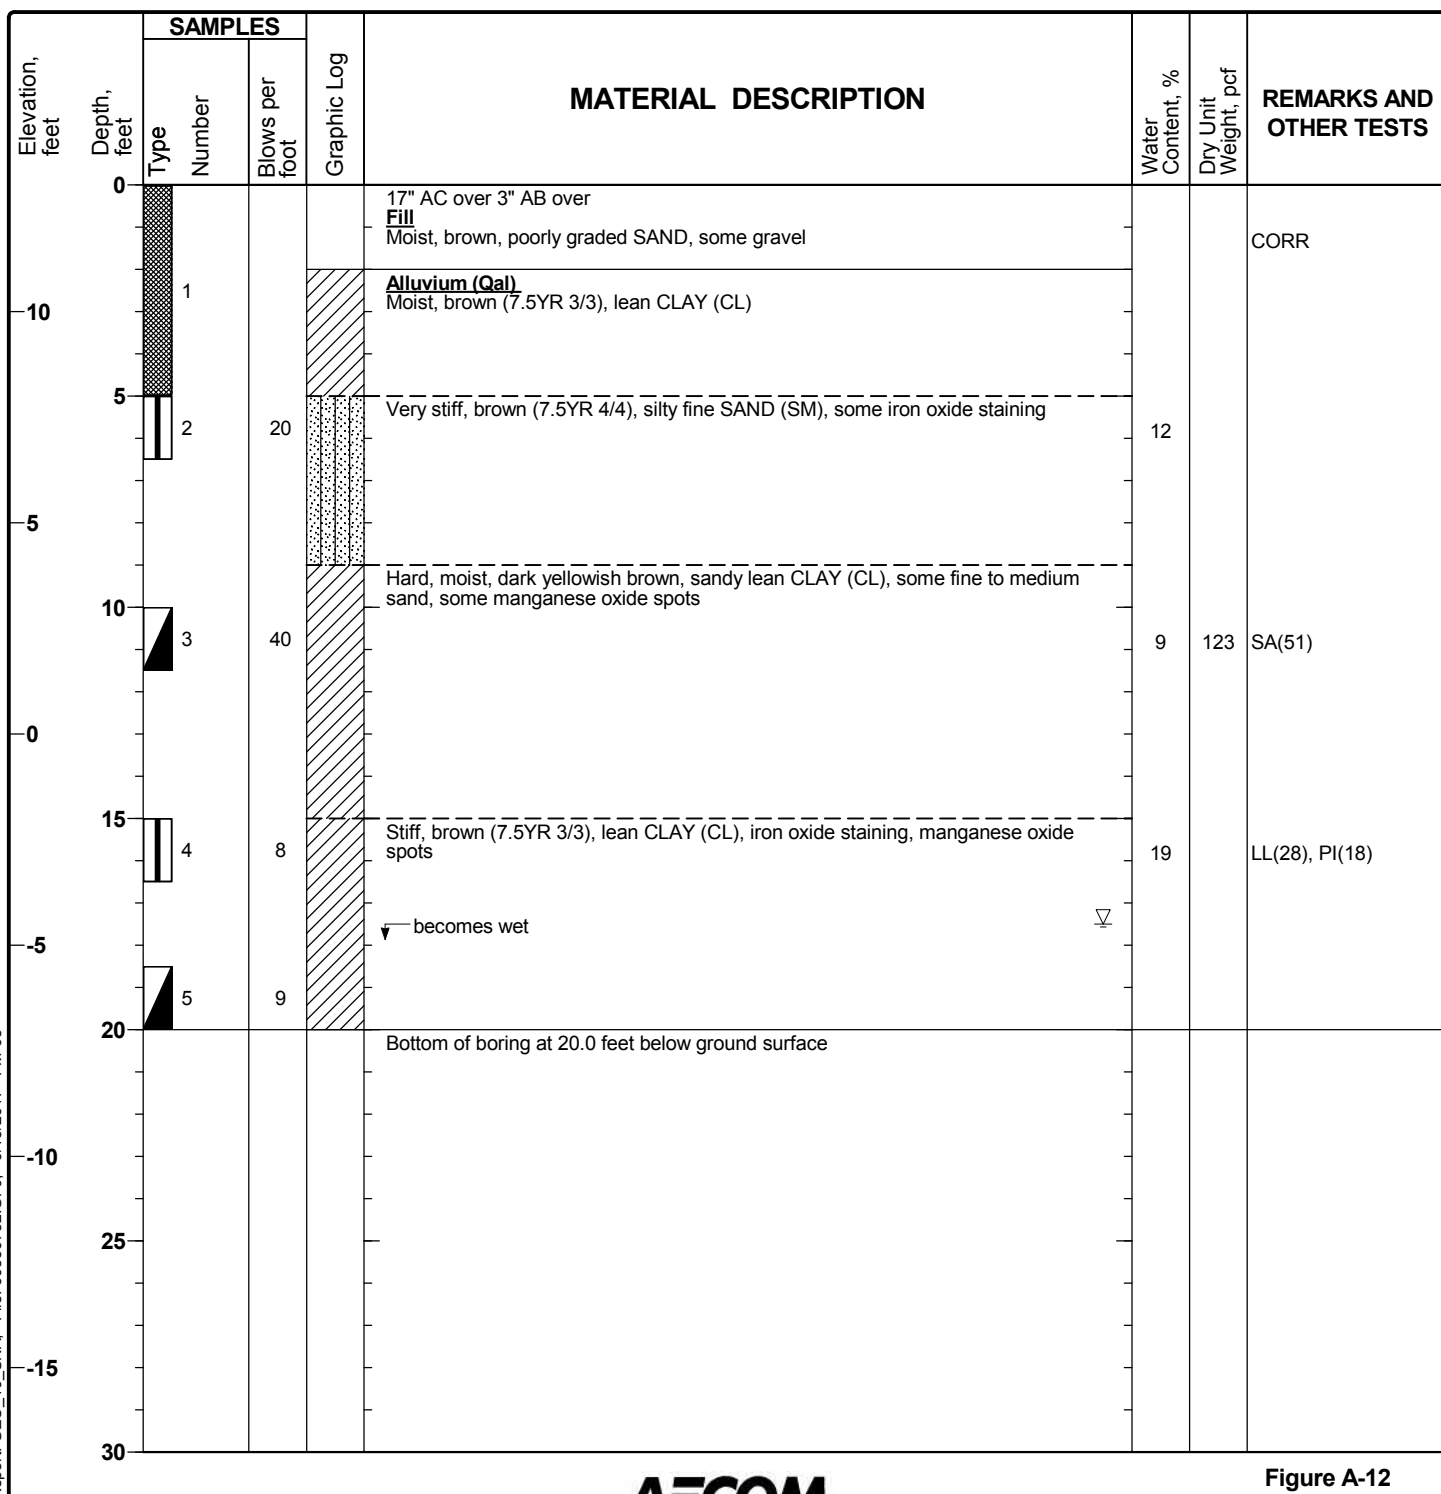 SAMPLES
Elevation,
feet
Depth,
feet
Type
Number
Blows per
foot
Graphic Log
MATERIAL DESCRIPTION
Water
Content, %
Dry Unit
Weight, pcf
REMARKS AND
OTHER TESTS
0
17" AC over 3" AB over
Fill
Moist, brown, poorly graded SAND, some gravel
CORR
Alluvium (Qal)
1
Moist, brown (7.5YR 3/3), lean CLAY (CL)
10
5
Very stiff, brown (7.5YR 4/4), silty fine SAND (SM), some iron oxide staining
2 20 12
5
Hard, moist, dark yellowish brown, sandy lean CLAY (CL), some fine to medium
sand, some manganese oxide spots
10
3 40 9 123 SA(51)
0
15
Stiff, brown (7.5YR 3/3), lean CLAY (CL), iron oxide staining, manganese oxide
spots
4 8 19 LL(28), PI(18)
becomes wet
-5
5 9
20
Bottom of boring at 20.0 feet below ground surface
-10
25
-15
30
AECOM
Figure A-12